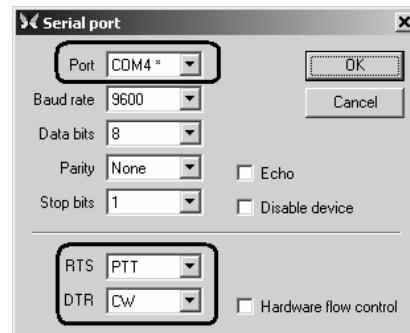 Serial port
Port COM4 * OK
Baud rate 9600 Cancel
Data bits 8
Parity None Echo
Stop bits 1 Disable device
RTS PTT
DTR CW Hardware flow control